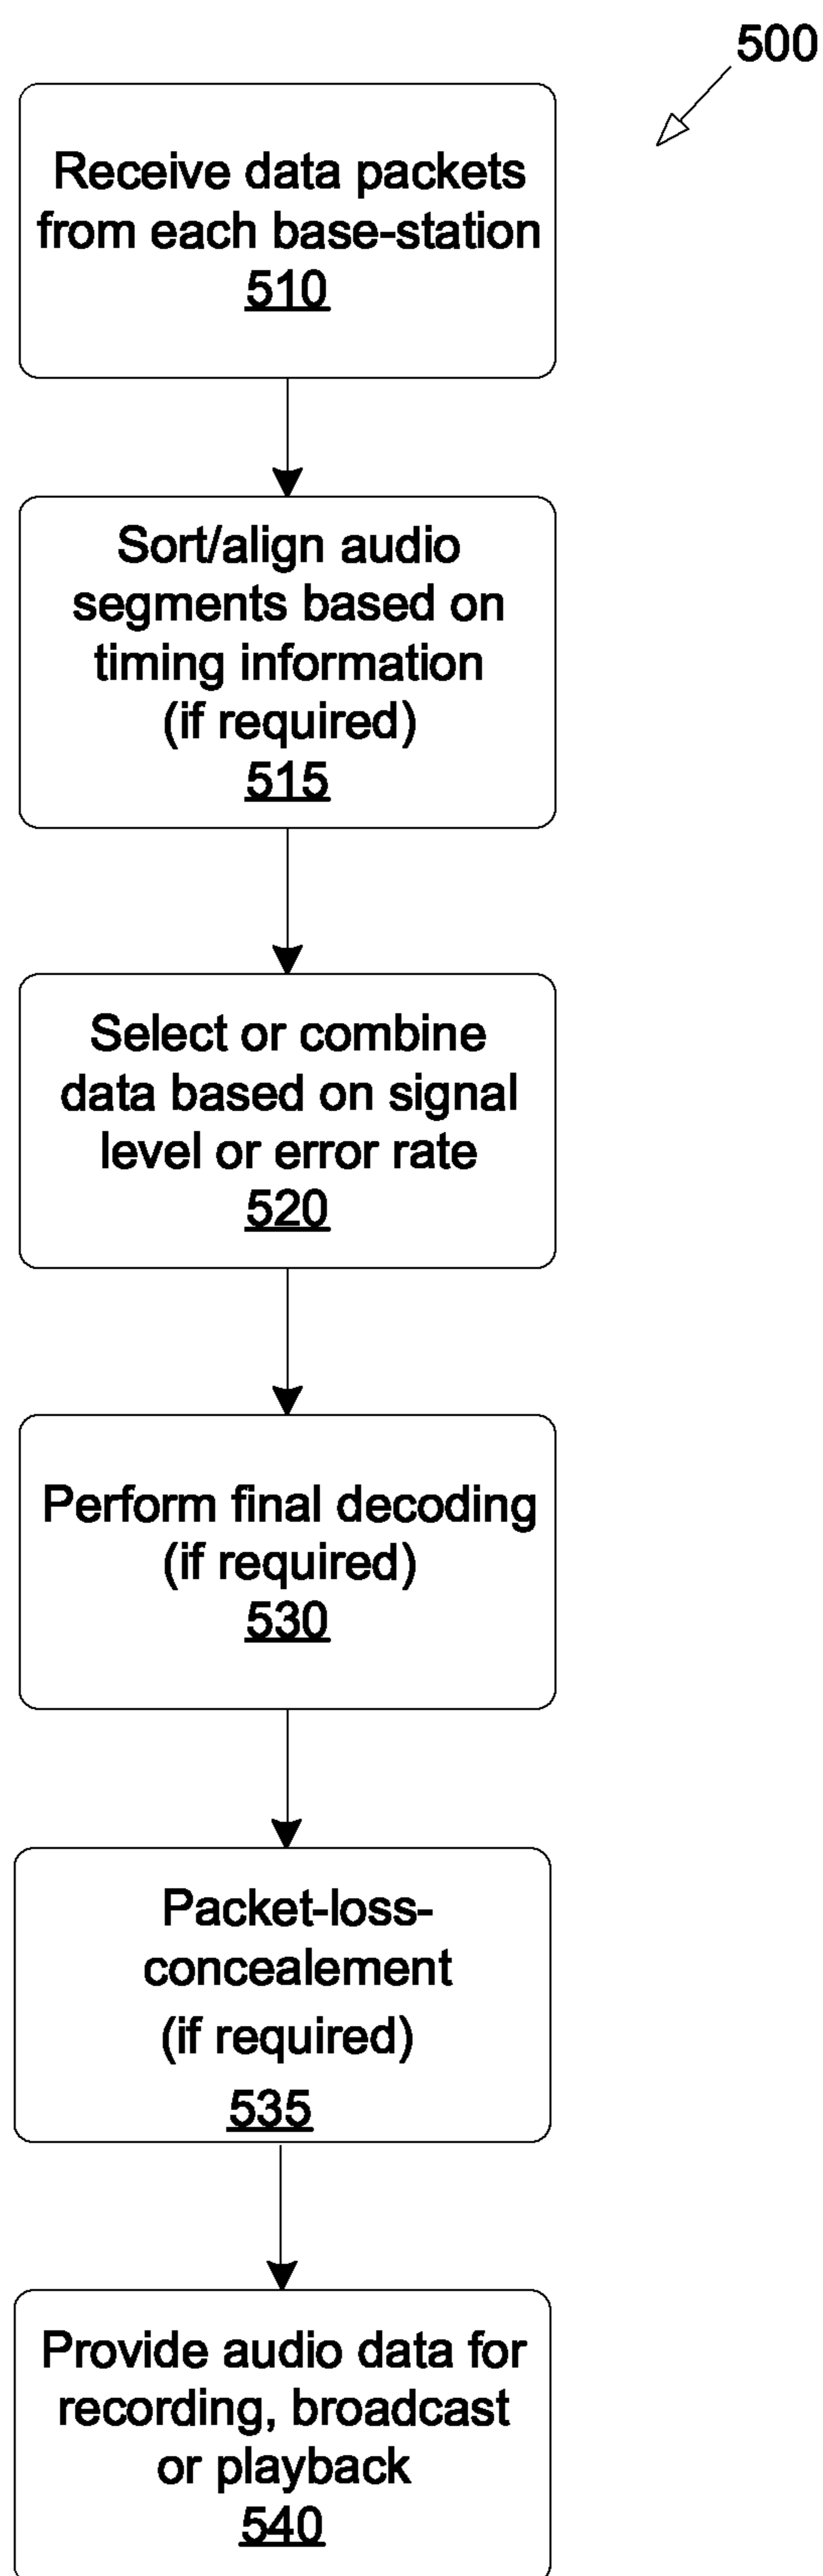 500
Receive data packets
from each base-station
510
Sort/align audio
segments based on
timing information
(if required)
515
Select or combine
data based on signal
level or error rate
520
Perform final decoding
(if required)
530
Packet-loss-
concealement
(if required)
535
Provide audio data for
recording, broadcast
or playback
540